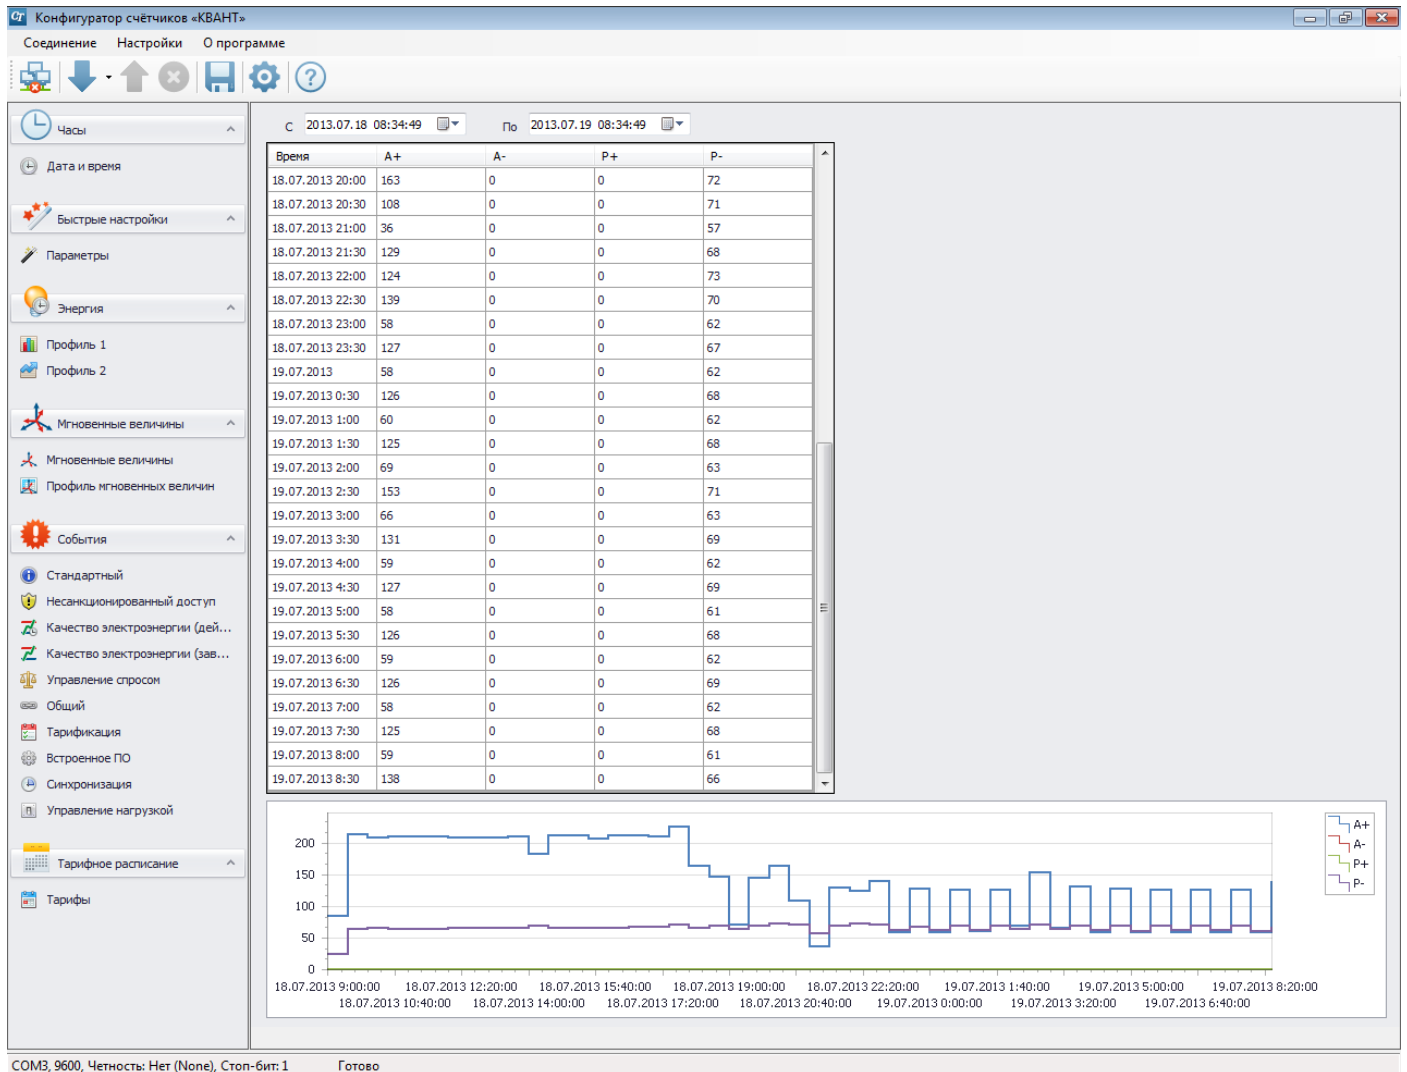 Конфигуратор счётчиков «КВАНТ»
Соединение Настройки О программе
Часы
Дата и время
Быстрые настройки
Параметры
Энергия
Профиль 1
Профиль 2
Мгновенные величины
Мгновенные величины
Профиль мгновенных величин
События
Стандартный
Несанкционированный доступ
Качество электроэнергии (дей...
Качество электроэнергии (зав...
Управление спросом
Общий
Тарификация
Встроенное ПО
Синхронизация
Управление нагрузкой
Тарифное расписание
Тарифы
С 2013.07.18 08:34:49 По 2013.07.19 08:34:49
Время A+ A- P+ P-
18.07.2013 20:00 163 0 0 72
18.07.2013 20:30 108 0 0 71
18.07.2013 21:00 36 0 0 57
18.07.2013 21:30 129 0 0 68
18.07.2013 22:00 124 0 0 73
18.07.2013 22:30 139 0 0 70
18.07.2013 23:00 58 0 0 62
18.07.2013 23:30 127 0 0 67
19.07.2013 58 0 0 62
19.07.2013 0:30 126 0 0 68
19.07.2013 1:00 60 0 0 62
19.07.2013 1:30 125 0 0 68
19.07.2013 2:00 69 0 0 63
19.07.2013 2:30 153 0 0 71
19.07.2013 3:00 66 0 0 63
19.07.2013 3:30 131 0 0 69
19.07.2013 4:00 59 0 0 62
19.07.2013 4:30 127 0 0 69
19.07.2013 5:00 58 0 0 61
19.07.2013 5:30 126 0 0 68
19.07.2013 6:00 59 0 0 62
19.07.2013 6:30 126 0 0 69
19.07.2013 7:00 58 0 0 62
19.07.2013 7:30 125 0 0 68
19.07.2013 8:00 59 0 0 61
19.07.2013 8:30 138 0 0 66
200
150
100
50
0
18.07.2013 9:00:00 18.07.2013 12:20:00 18.07.2013 15:40:00 18.07.2013 19:00:00 18.07.2013 22:20:00 19.07.2013 1:40:00 19.07.2013 5:00:00 19.07.2013 8:20:00
18.07.2013 10:40:00 18.07.2013 14:00:00 18.07.2013 17:20:00 18.07.2013 20:40:00 19.07.2013 0:00:00 19.07.2013 3:20:00 19.07.2013 6:40:00
A+
A-
P+
P-
COM3, 9600, Четность: Нет (None), Стоп-бит: 1 Готово